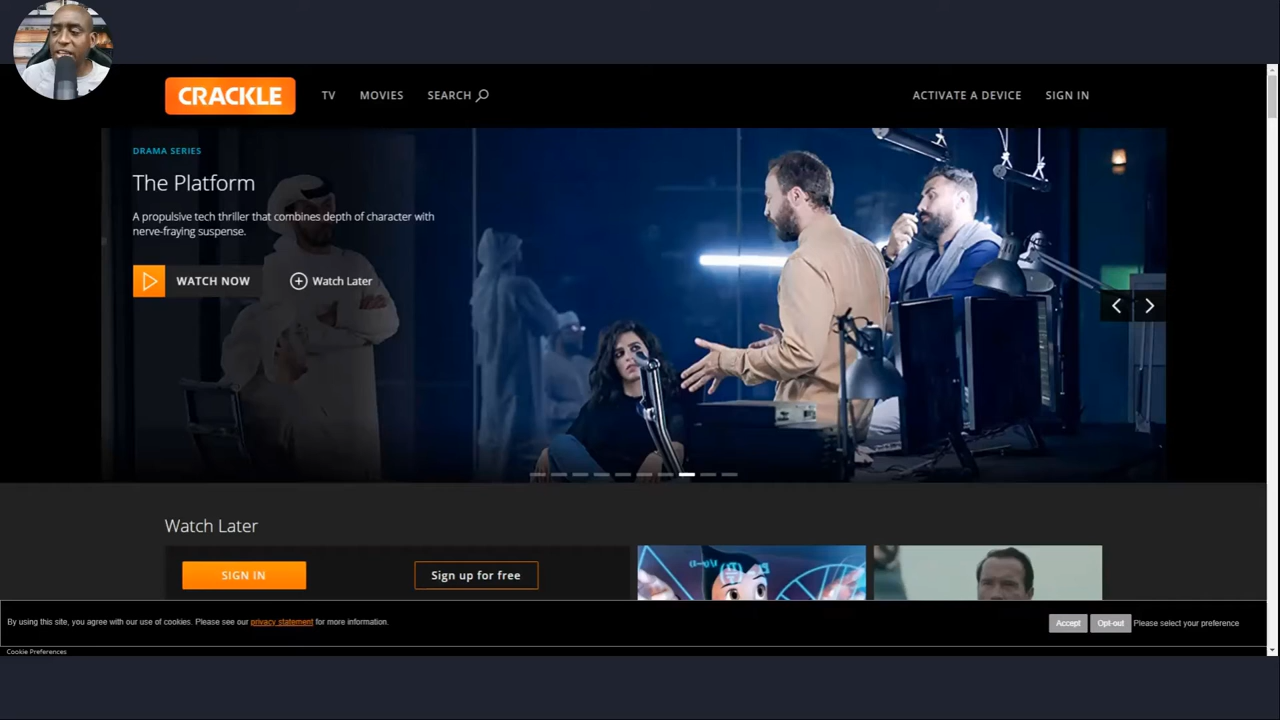 CRACKLE
TV
MOVIES
SEARCH
ACTIVATE A DEVICE
SIGN IN
DRAMA SERIES
The Platform
A propulsive tech thriller that combines depth of character with
nerve-fraying suspense.
WATCH NOW
Watch Later
Watch Later
SIGN IN
Sign up for free
By using this site, you agree with our use of cookies. Please see our privacy statement for more information.
Accept
Opt-out
Please select your preference
Cookie Preferences